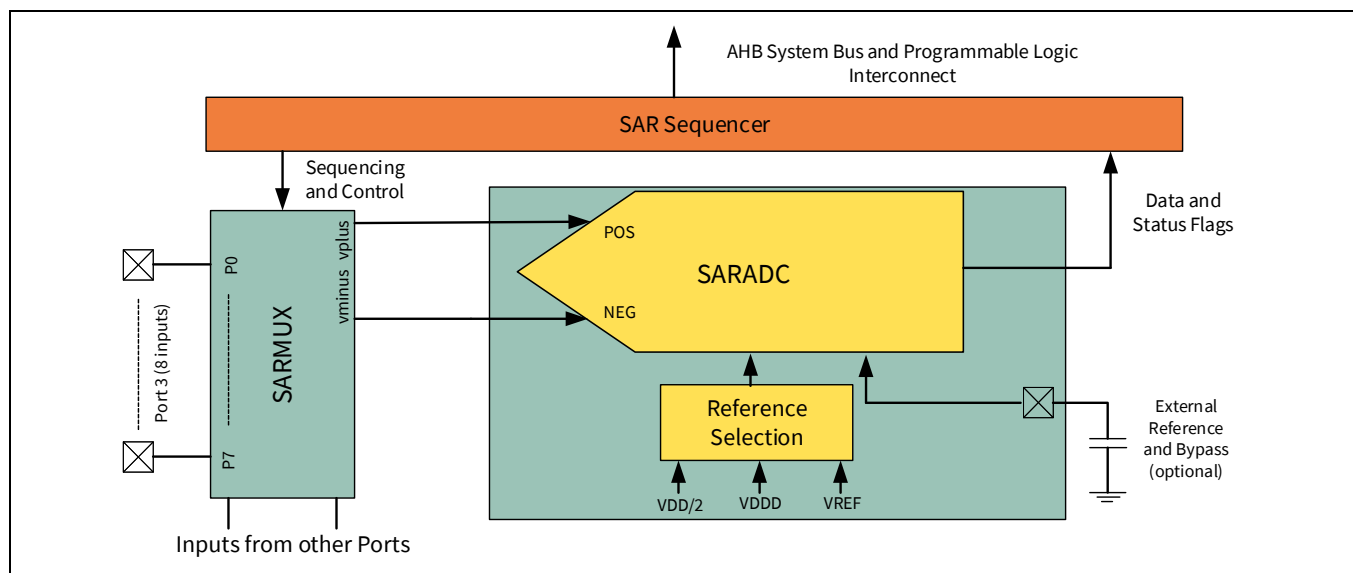 AHB System Bus and Programmable Logic
Interconnect
SAR Sequencer
Sequencing
and Control
Data and
Status Flags
vplus
vminus
P0
P7
SARMUX
Port 3 (8 inputs)
POS
NEG
SARADC
Reference
Selection
VDD/2
VDDD
VREF
External
Reference
and Bypass
(optional)
Inputs from other Ports